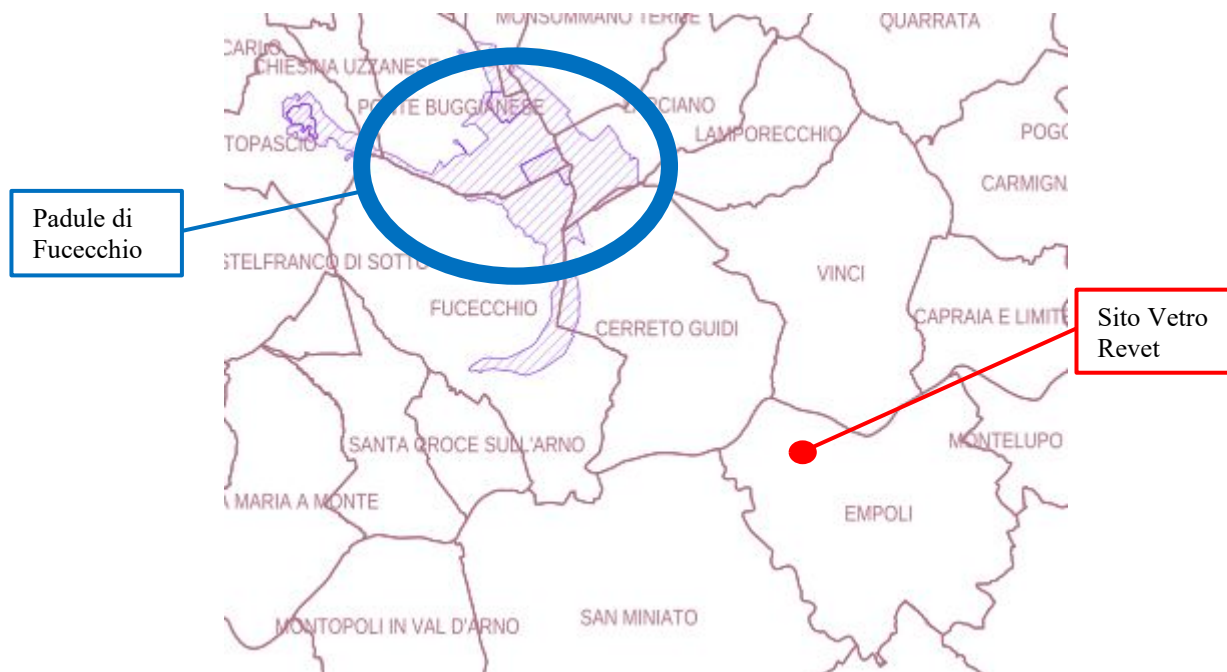 MONSUMMANO TERME
QUARRATA
CARLO
CHIESINA UZZANESE
PONTE BUGGIANESE
LARCIANO
LAMPORECCHIO
TOPASCIO
POGG
CARMIGNA
Padule di
Fucecchio
STELFRANCO DI SOTTO
VINCI
FUCECCHIO
CERRETO GUIDI
CAPRAIA E LIMITE
Sito Vetro
Revet
SANTA CROCE SULL'ARNO
MONTELUPO
A MARIA A MONTE
EMPOLI
SAN MINIATO
MONTOPOLI IN VAL D'ARNO